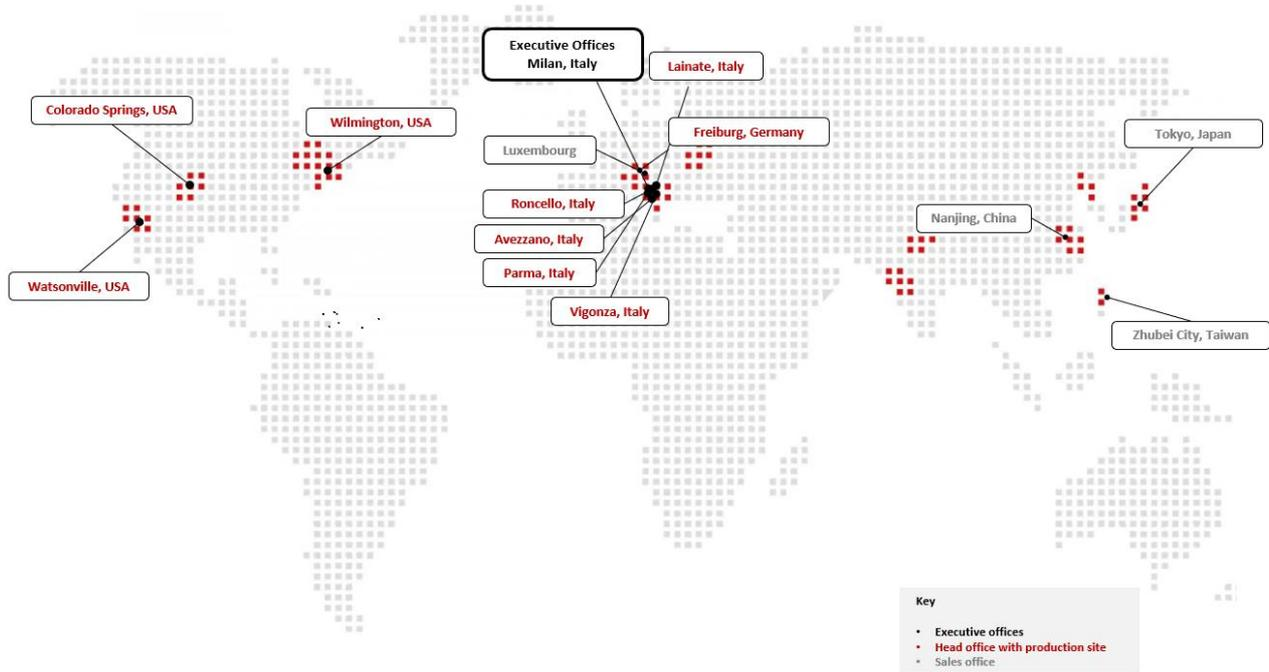 Executive Offices
Milan, Italy
Lainate, Italy
Colorado Springs, USA
Wilmington, USA
Freiburg, Germany
Tokyo, Japan
Luxembourg
Roncello, Italy
Nanjing, China
Avezzano, Italy
Parma, Italy
Watsonville, USA
Vigonza, Italy
Zhubei City, Taiwan
Key
• Executive offices
• Head office with production site
• Sales office